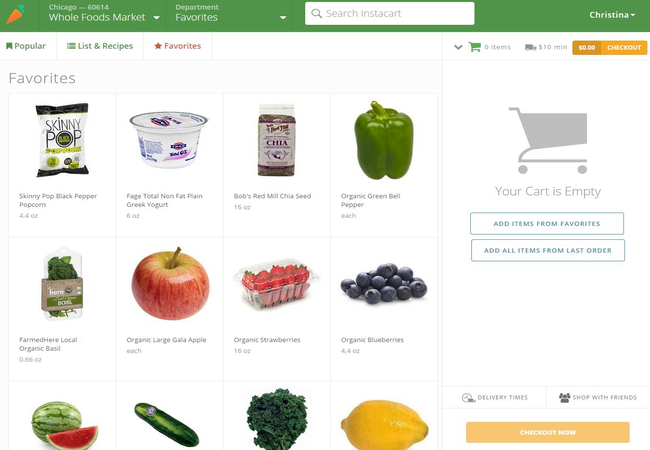 Chicago — 60614
Whole Foods Market
Department
Favorites
Search Instacart
Christina
Popular
List & Recipes
Favorites
0 items
$10 min
$0.00
CHECKOUT
Favorites
SKINNY
POP
POPCORN
FAGE
Total 0%
CHIA
Skinny Pop Black Pepper
Popcorn
4.4 oz
Fage Total Non Fat Plain
Greek Yogurt
6 oz
Bob's Red Mill Chia Seed
16 oz
Organic Green Bell
Pepper
each
Your Cart is Empty
ADD ITEMS FROM FAVORITES
ADD ALL ITEMS FROM LAST ORDER
here
BASIL
FarmedHere Local
Organic Basil
0.66 oz
Organic Large Gala Apple
each
Organic Strawberries
16 oz
Organic Blueberries
4.4 oz
DELIVERY TIMES
SHOP WITH FRIENDS
CHECKOUT NOW